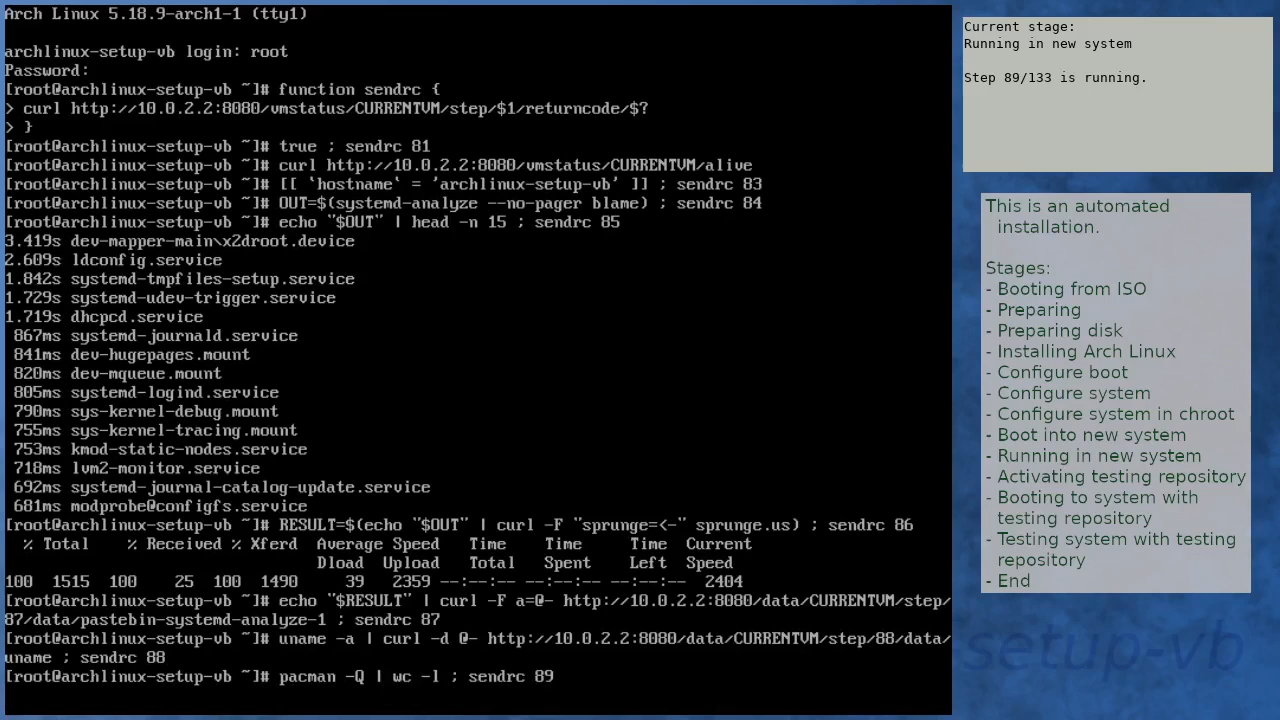 Arch Linux 5.18.9-arch1-1 (tty1)
archlinux-setup-vb login: root
Password:
[root@archlinux-setup-vb ~]# function sendrc {
> curl http://10.0.2.2:8080/vmstatus/CURRENTVM/step/$1/returncode/$?
> }
[root@archlinux-setup-vb ~]# true ; sendrc 81
[root@archlinux-setup-vb ~]# curl http://10.0.2.2:8080/vmstatus/CURRENTVM/alive
[root@archlinux-setup-vb ~]# [[ `hostname` = 'archlinux-setup-vb' ]] ; sendrc 83
[root@archlinux-setup-vb ~]# OUT=$(systemd-analyze --no-pager blame) ; sendrc 84
[root@archlinux-setup-vb ~]# echo "$OUT" | head -n 15 ; sendrc 85
3.419s dev-mapper-main\x2droot.device
2.609s ldconfig.service
1.842s systemd-tmpfiles-setup.service
1.729s systemd-udev-trigger.service
1.719s dhcpcd.service
867ms systemd-journald.service
841ms dev-hugepages.mount
820ms dev-mqueue.mount
805ms systemd-logind.service
790ms sys-kernel-debug.mount
755ms sys-kernel-tracing.mount
753ms kmod-static-nodes.service
718ms lvm2-monitor.service
692ms systemd-journal-catalog-update.service
681ms modprobe@configfs.service
[root@archlinux-setup-vb ~]# RESULT=$(echo "$OUT" | curl -F "sprunge=<-" sprunge.us) ; sendrc 86
% Total    % Received % Xferd  Average Speed   Time    Time     Time  Current
Dload  Upload   Total   Spent    Left  Speed
100  1515  100    25  100  1490     39   2359 --:--:-- --:--:-- --:--:--  2404
[root@archlinux-setup-vb ~]# echo "$RESULT" | curl -F a=@- http://10.0.2.2:8080/data/CURRENTVM/step/
87/data/pastebin-systemd-analyze-1 ; sendrc 87
[root@archlinux-setup-vb ~]# uname -a | curl -d @- http://10.0.2.2:8080/data/CURRENTVM/step/88/data/
uname ; sendrc 88
[root@archlinux-setup-vb ~]# pacman -Q | wc -l ; sendrc 89
Current stage:
Running in new system
Step 89/133 is running.
This is an automated
installation.
Stages:
- Booting from ISO
- Preparing
- Preparing disk
- Installing Arch Linux
- Configure boot
- Configure system
- Configure system in chroot
- Boot into new system
- Running in new system
- Activating testing repository
- Booting to system with
testing repository
- Testing system with testing
repository
- End
setup-vb